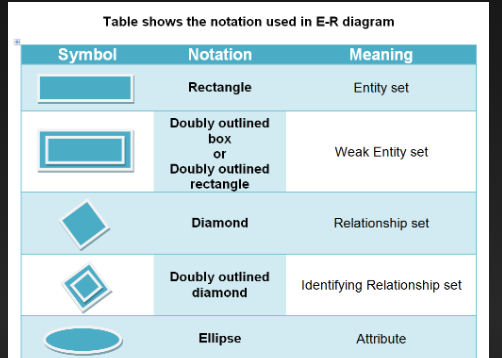 Table shows the notation used in E-R diagram
Symbol Notation Meaning
Rectangle Entity set
Doubly outlined
box
or
Doubly outlined
rectangle
Weak Entity set
Diamond Relationship set
Doubly outlined
diamond
Identifying Relationship set
Ellipse Attribute